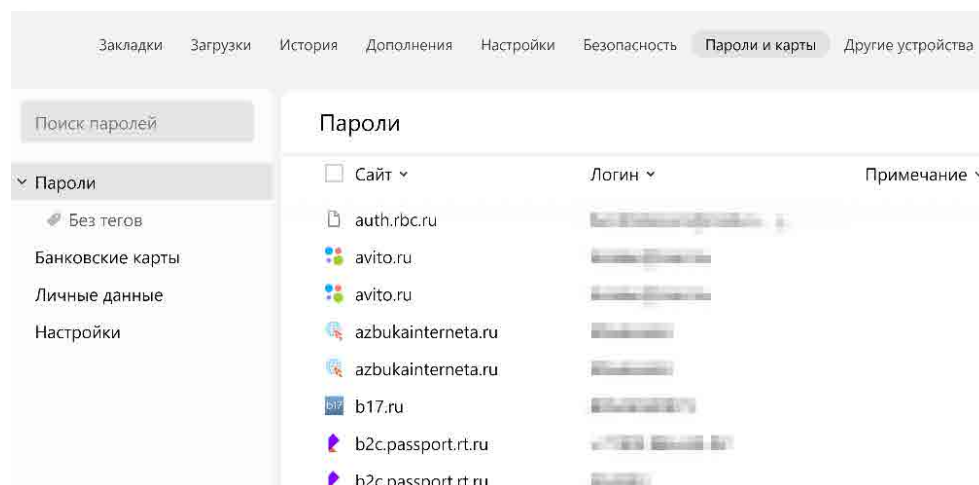 Закладки Загрузки История Дополнения Настройки Безопасность Пароли и карты Другие устройства
Поиск паролей
Пароли
Без тегов
Банковские карты
Личные данные
Настройки
Пароли
Сайт Логин Примечание
auth.rbc.ru
avito.ru
avito.ru
azbukainterneta.ru
azbukainterneta.ru
b17 b17.ru
b2c.passport.rt.ru
b2c.passport.rt.ru